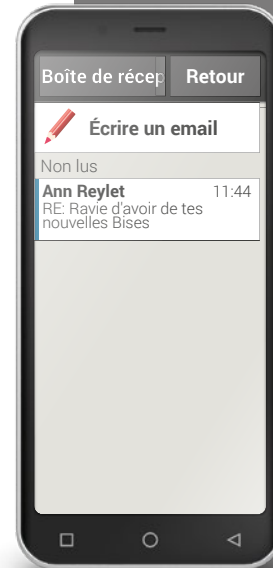 Boîte de récep Retour
Écrire un email
Non lus
Ann Reylet 11:44
RE: Ravie d'avoir de tes
nouvelles Bises